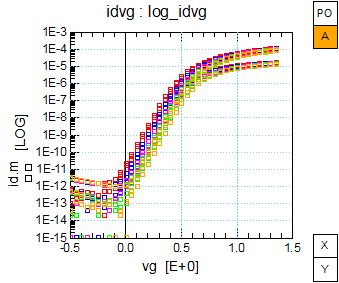 idvg : log_idvg
PO
A
1E-3
1E-4
1E-5
1E-6
1E-7
1E-8
1E-9
1E-10
1E-11
1E-12
1E-13
1E-14
1E-15
id.m [LOG]
-0.5 0.0 0.5 1.0 1.5
vg [E+0]
X
Y